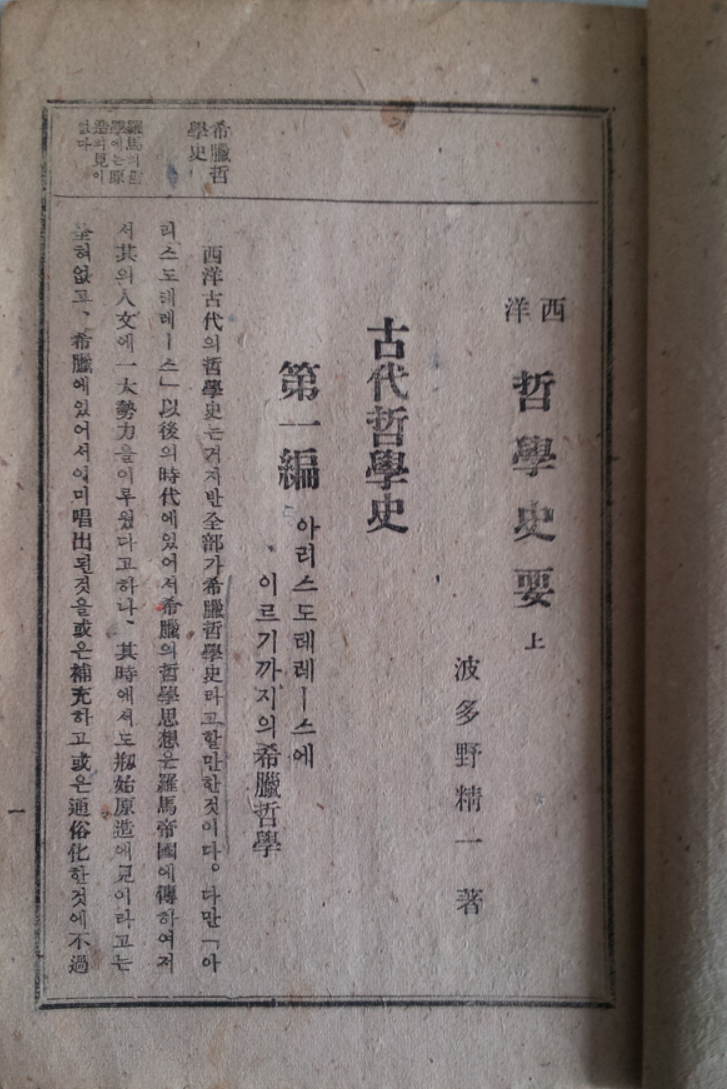 西洋
哲學史要 上
波多野精一 著
古代哲學史
第一編
아리스도테레ㅣ스에
이르기까지의希臘哲學
希臘哲
學史
西洋古代의哲學史는거지반全部가希臘哲學史라고할만한것이다。다만「아
리스도테레ㅣ스」以後의時代에있어서希臘의哲學思想은羅馬帝國에傳하여저
서其의人文에一大勢力을이루웠다고하나、其時에서도刱始原造에見이라고는
全혀없고、希臘에있어서이미唱出된것을或은補充하고或은通俗化한것에不過
羅馬의哲
學에는原
造의見이
없다
一